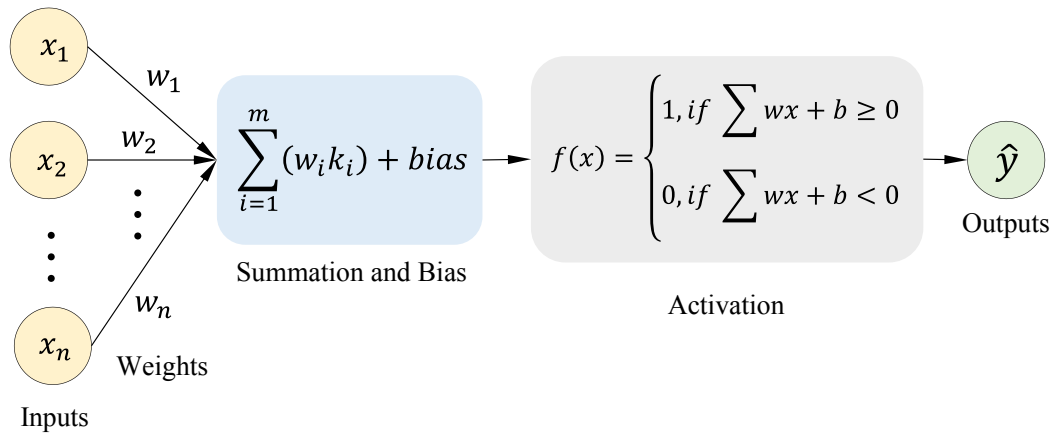 x₁
w₁
x₂
w₂
xₙ
wₙ
Weights
Inputs
∑ᵢ₌₁ᵐ(wᵢkᵢ) + bias
Summation and Bias
f(x) = {
1, if ∑ wx + b ≥ 0
0, if ∑ wx + b < 0
Activation
ŷ
Outputs